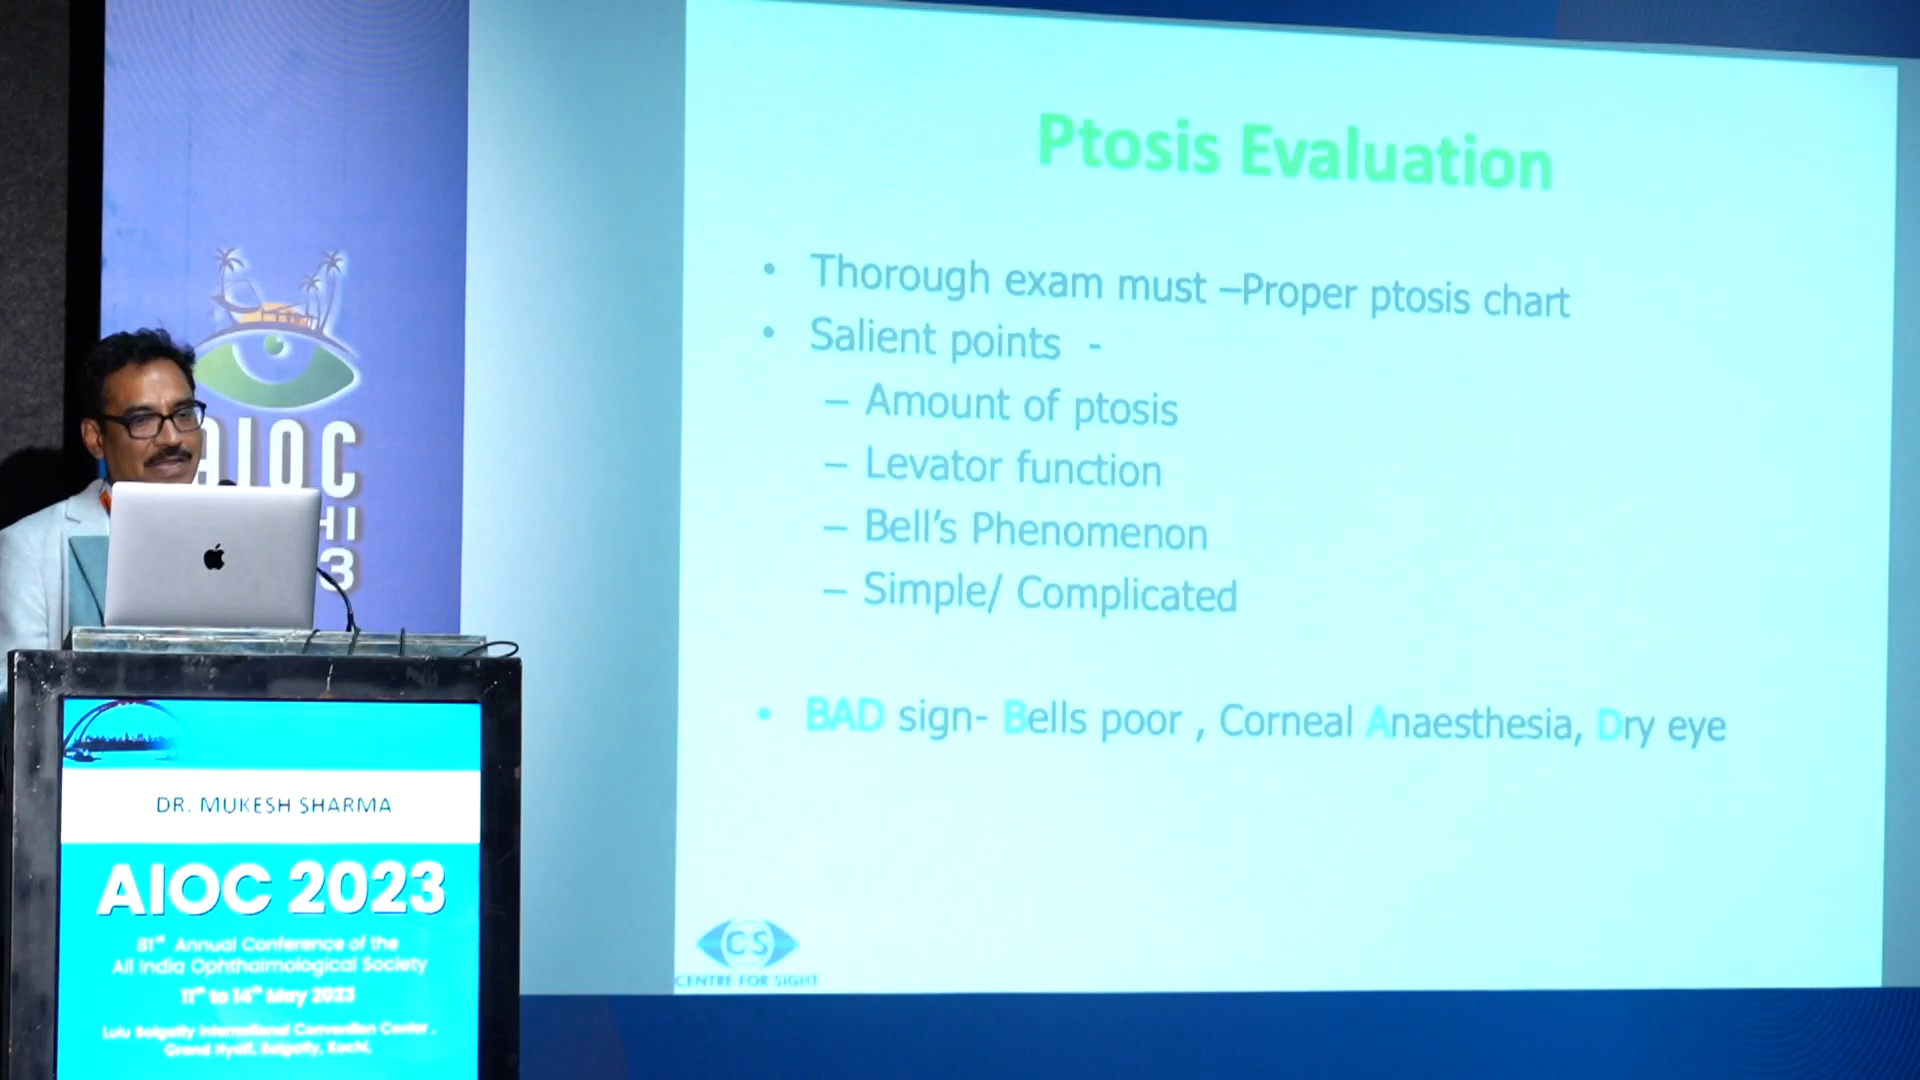 Ptosis Evaluation
• Thorough exam must –Proper ptosis chart
• Salient points -
– Amount of ptosis
– Levator function
– Bell’s Phenomenon
– Simple/ Complicated
• BAD sign- Bells poor , Corneal Anaesthesia, Dry eye
CS
CENTRE FOR SIGHT
AIOC
HI
3
DR. MUKESH SHARMA
AIOC 2023
81st Annual Conference of the
All India Ophthalmological Society
11th to 14th May 2023
Lulu Bolgatty International Convention Center,
Grand Hyatt, Bolgatty, Kochi,